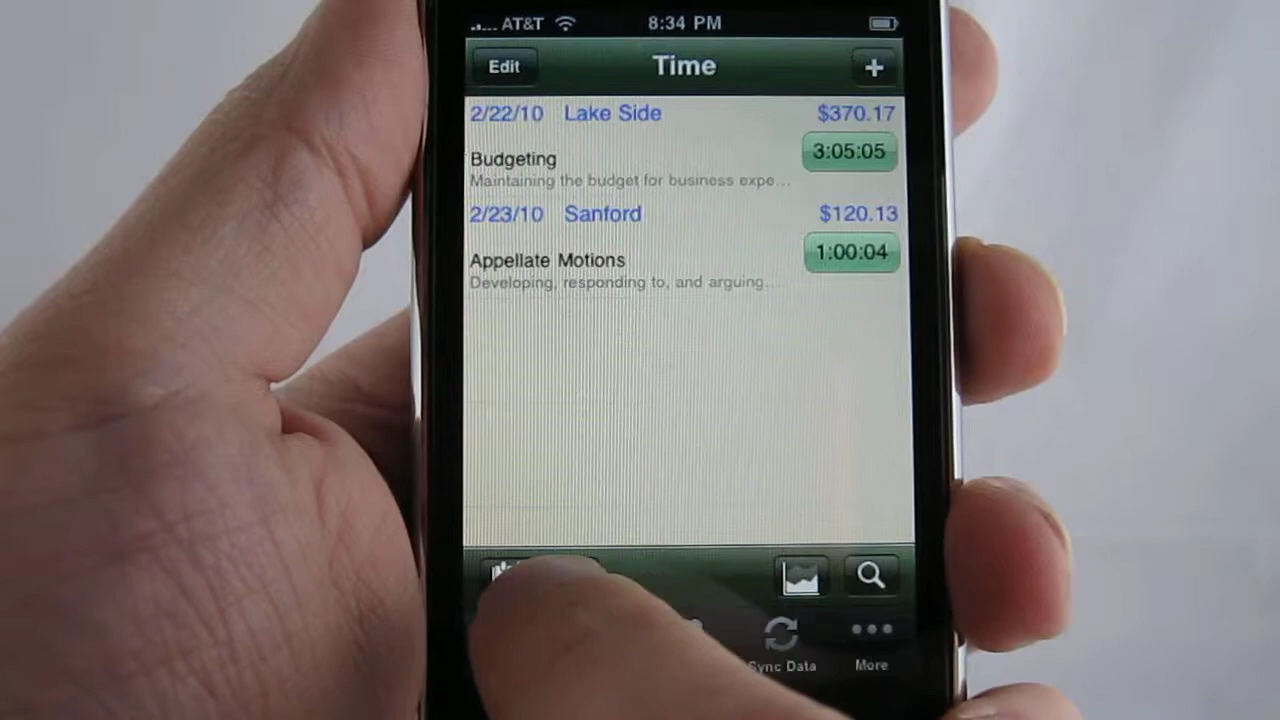 AT&T 8:34 PM
Edit Time +
2/22/10 Lake Side $370.17
3:05:05
Budgeting
Maintaining the budget for business expe...
2/23/10 Sanford $120.13
1:00:04
Appellate Motions
Developing, responding to, and arguing...
Sync Data More